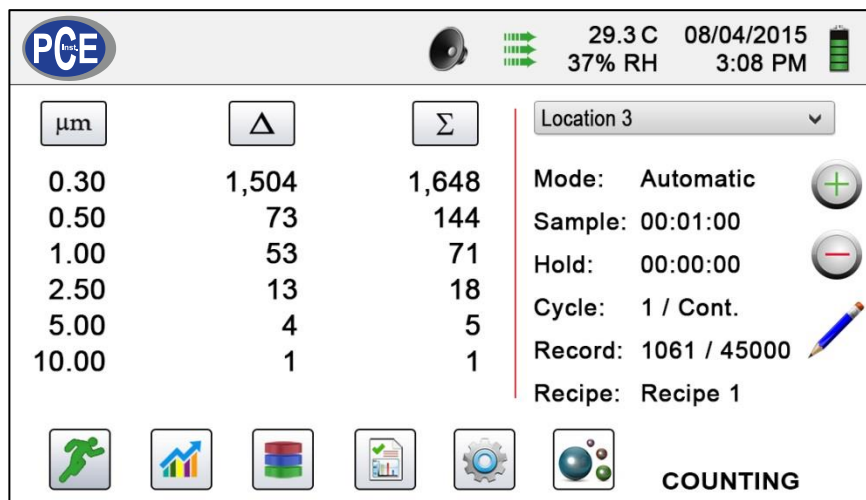 PCE
Inst.
29.3 C 08/04/2015
37% RH 3:08 PM
µm Δ Σ
0.30 1,504 1,648
0.50 73 144
1.00 53 71
2.50 13 18
5.00 4 5
10.00 1 1
Location 3
Mode: Automatic
Sample: 00:01:00
Hold: 00:00:00
Cycle: 1 / Cont.
Record: 1061 / 45000
Recipe: Recipe 1
COUNTING